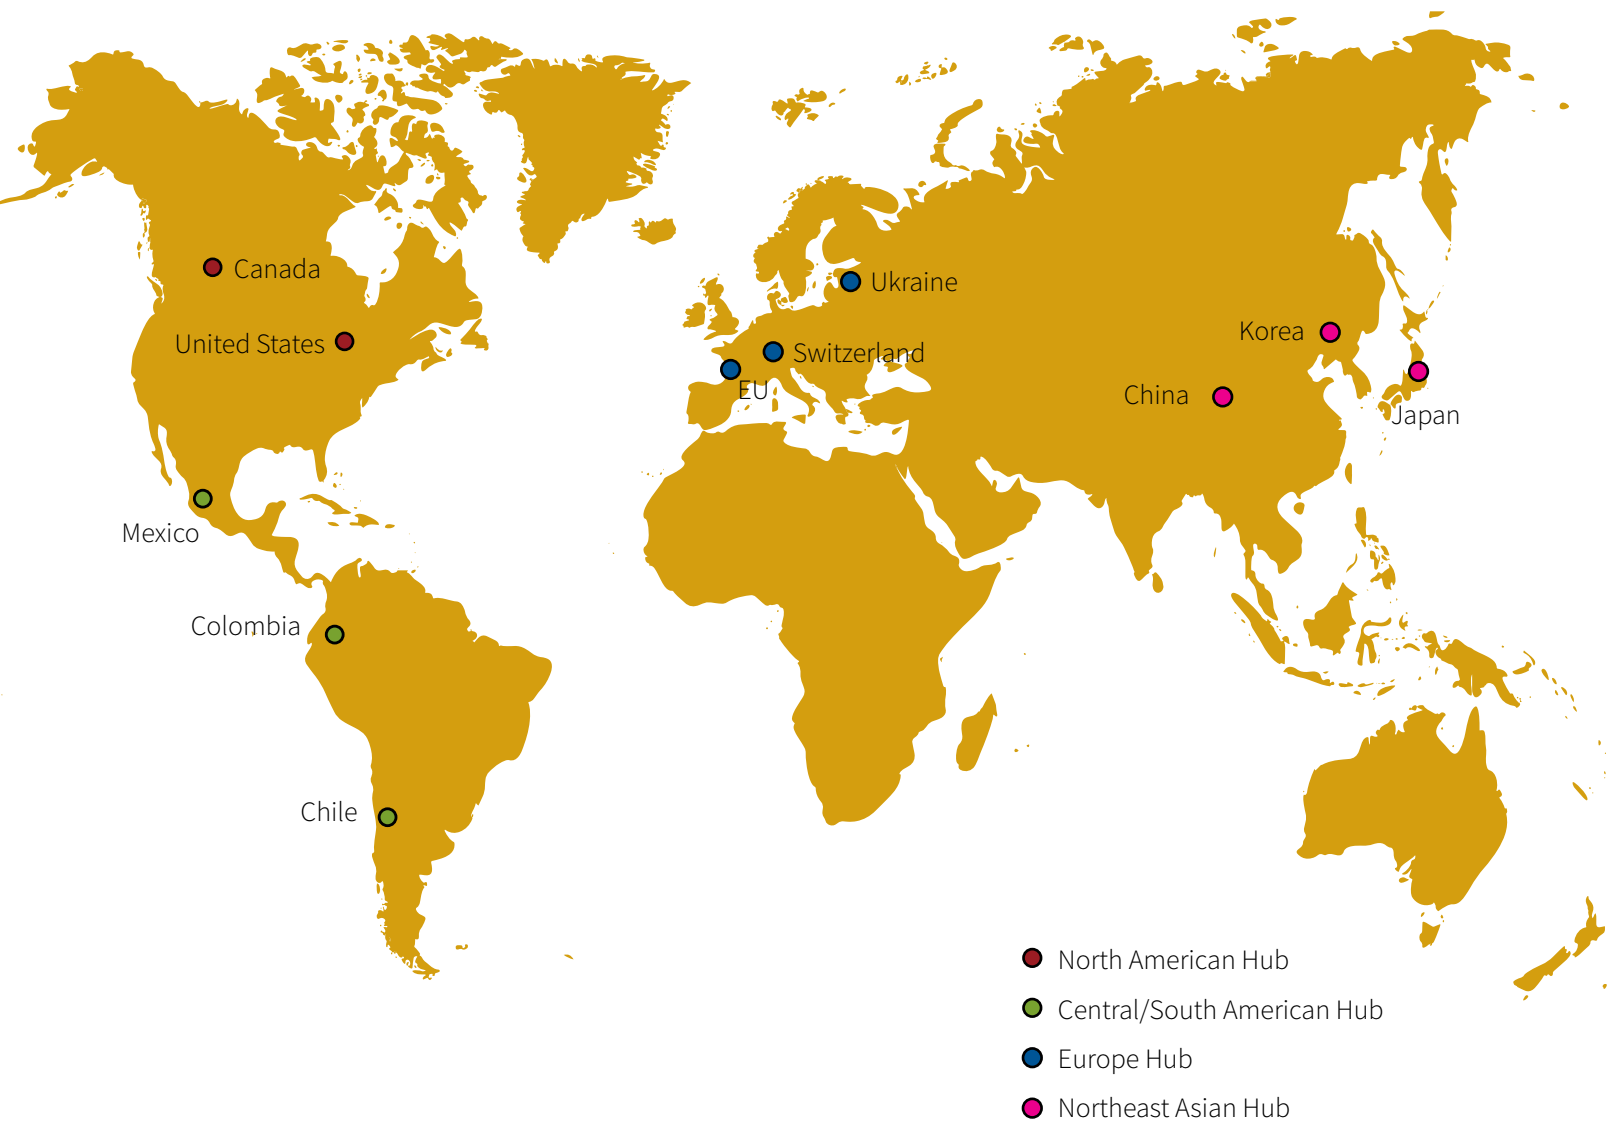 Canada
Ukraine
United States
Switzerland
EU
Korea
China
Japan
Mexico
Colombia
Chile
North American Hub
Central/South American Hub
Europe Hub
Northeast Asian Hub